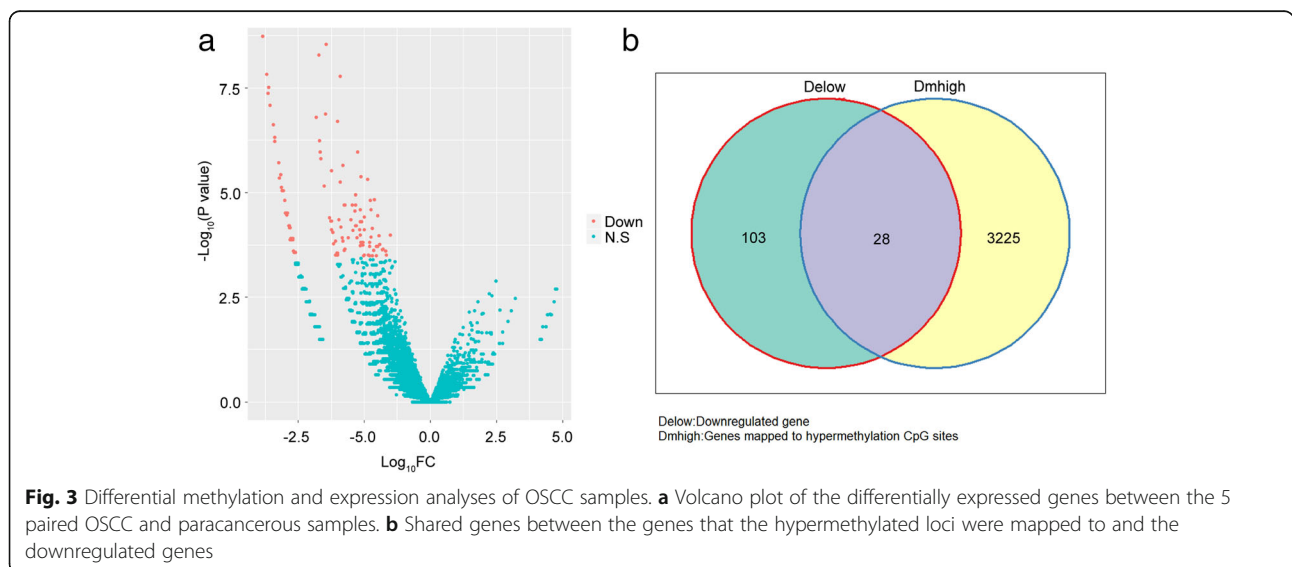 a
7.5
5.0
2.5
0.0
-Log10(P value)
-2.5
-5.0
0.0
2.5
5.0
Log10FC
Down
N.S
b
Delow
Dmhigh
103
28
3225
Delow:Downregulated gene
Dmhigh:Genes mapped to hypermethylation CpG sites
Fig. 3 Differential methylation and expression analyses of OSCC samples. a Volcano plot of the differentially expressed genes between the 5
paired OSCC and paracancerous samples. b Shared genes between the genes that the hypermethylated loci were mapped to and the
downregulated genes